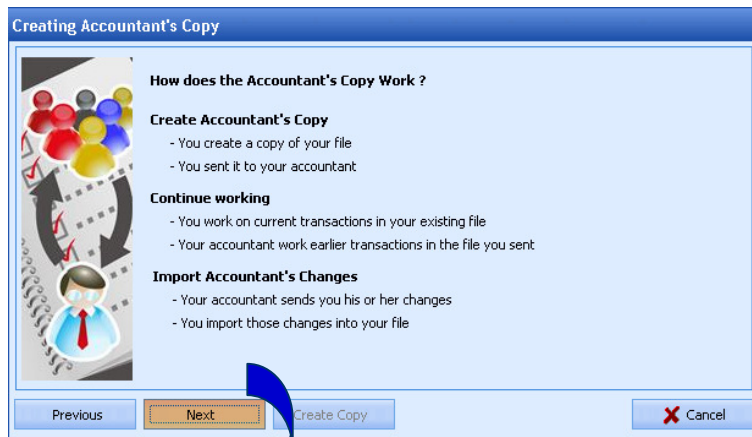 Creating Accountant's Copy
How does the Accountant's Copy Work ?
Create Accountant's Copy
- You create a copy of your file
- You sent it to your accountant
Continue working
- You work on current transactions in your existing file
- Your accountant work earlier transactions in the file you sent
Import Accountant's Changes
- Your accountant sends you his or her changes
- You import those changes into your file
Previous Next Create Copy Cancel